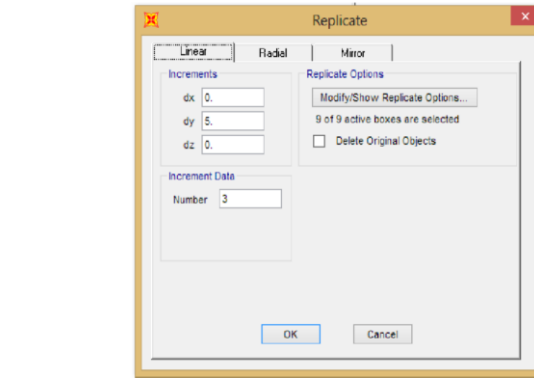 Replicate
Linear
Radial
Mirror
Increments
dx 0.
dy 5.
dz 0.
Replicate Options
Modify/Show Replicate Options...
9 of 9 active boxes are selected
Delete Original Objects
Increment Data
Number 3
OK
Cancel